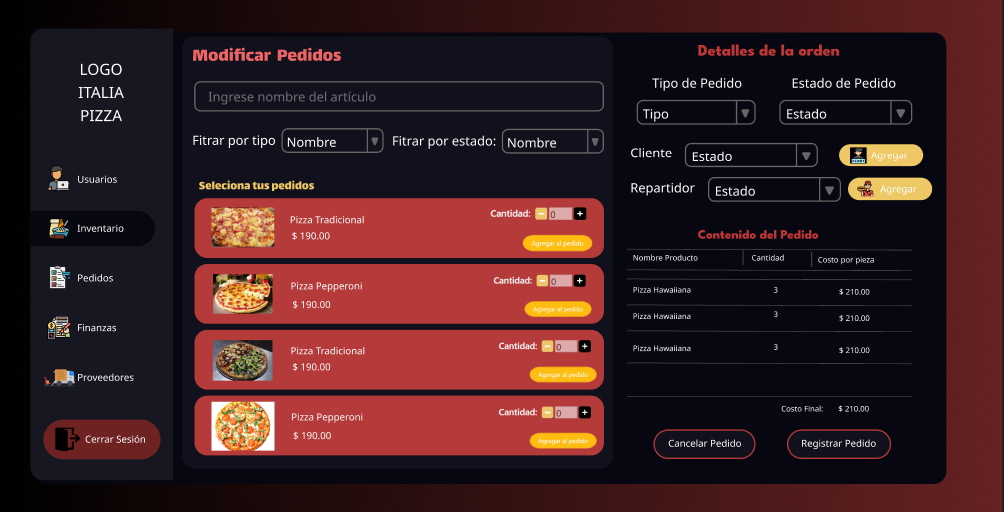 LOGO
ITALIA
PIZZA
Usuarios
Inventario
Pedidos
Finanzas
Proveedores
Cerrar Sesión
Modificar Pedidos
Ingrese nombre del artículo
Fitrar por tipo
Nombre
Fitrar por estado:
Nombre
Seleciona tus pedidos
Pizza Tradicional
$ 190.00
Cantidad:
0
Agregar al pedido
Pizza Pepperoni
$ 190.00
Cantidad:
0
Agregar al pedido
Pizza Tradicional
$ 190.00
Cantidad:
0
Agregar al pedido
Pizza Pepperoni
$ 190.00
Cantidad:
0
Agregar al pedido
Detalles de la orden
Tipo de Pedido
Estado de Pedido
Tipo
Estado
Cliente
Estado
Agregar
Repartidor
Estado
Agregar
Contenido del Pedido
Nombre Producto Cantidad Costo por pieza
Pizza Hawaiiana 3 $ 210.00
Pizza Hawaiiana 3 $ 210.00
Pizza Hawaiiana 3 $ 210.00
Costo Final: $ 210.00
Cancelar Pedido
Registrar Pedido